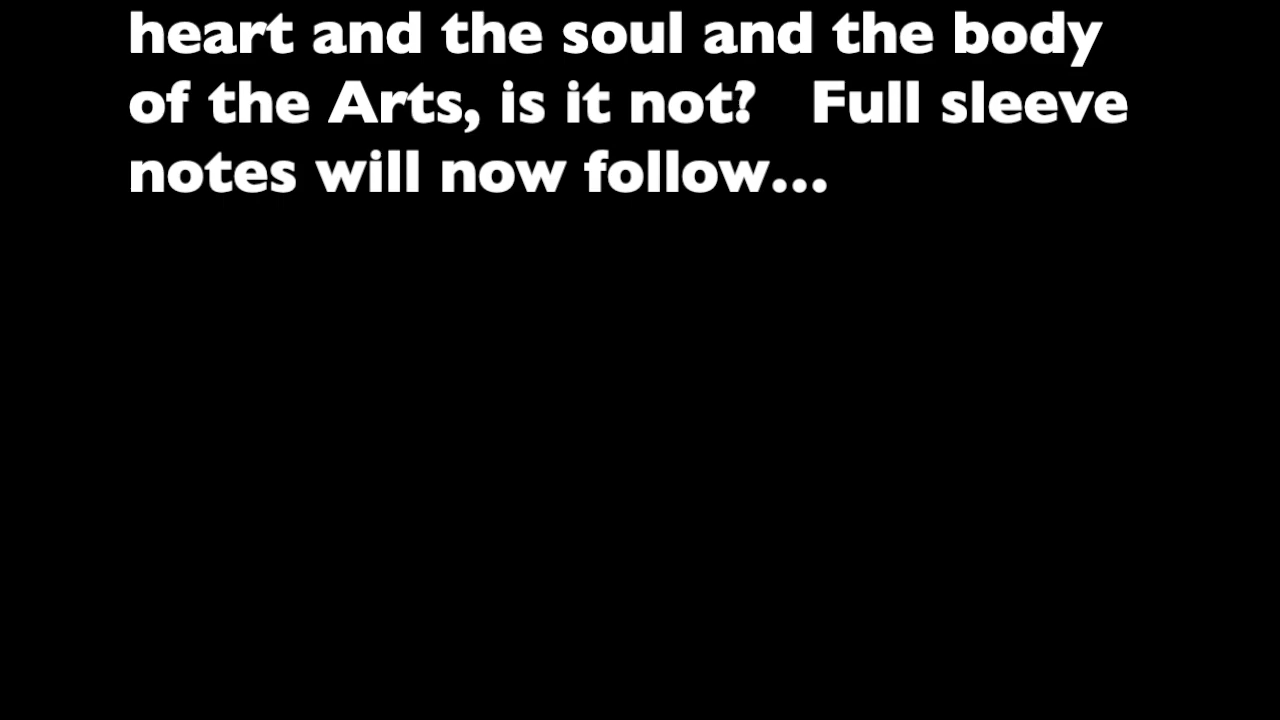 heart and the soul and the body
of the Arts, is it not?   Full sleeve
notes will now follow...